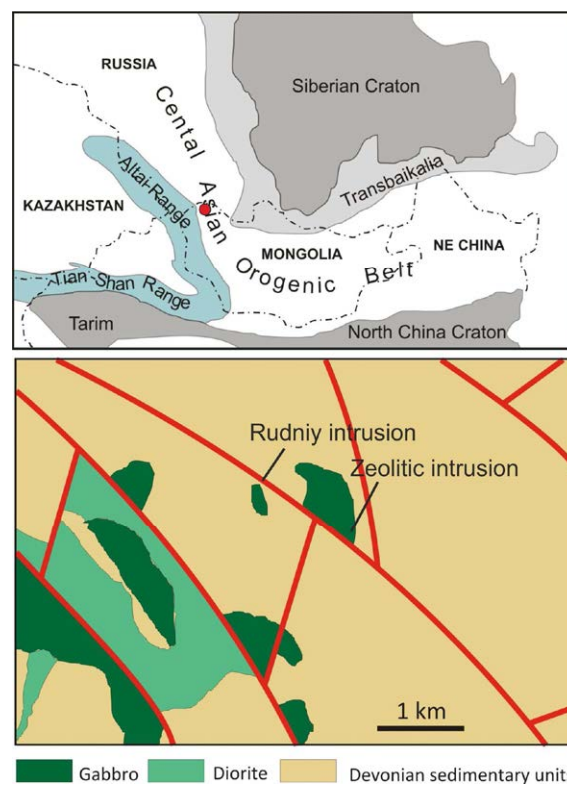 RUSSIA
Siberian Craton
Cental Asian Orogenic Belt
Altai Range
Transbaikalia
KAZAKHSTAN
MONGOLIA
NE CHINA
Tian Shan Range
Tarim
North China Craton
Rudniy intrusion
Zeolitic intrusion
1 km
Gabbro
Diorite
Devonian sedimentary units